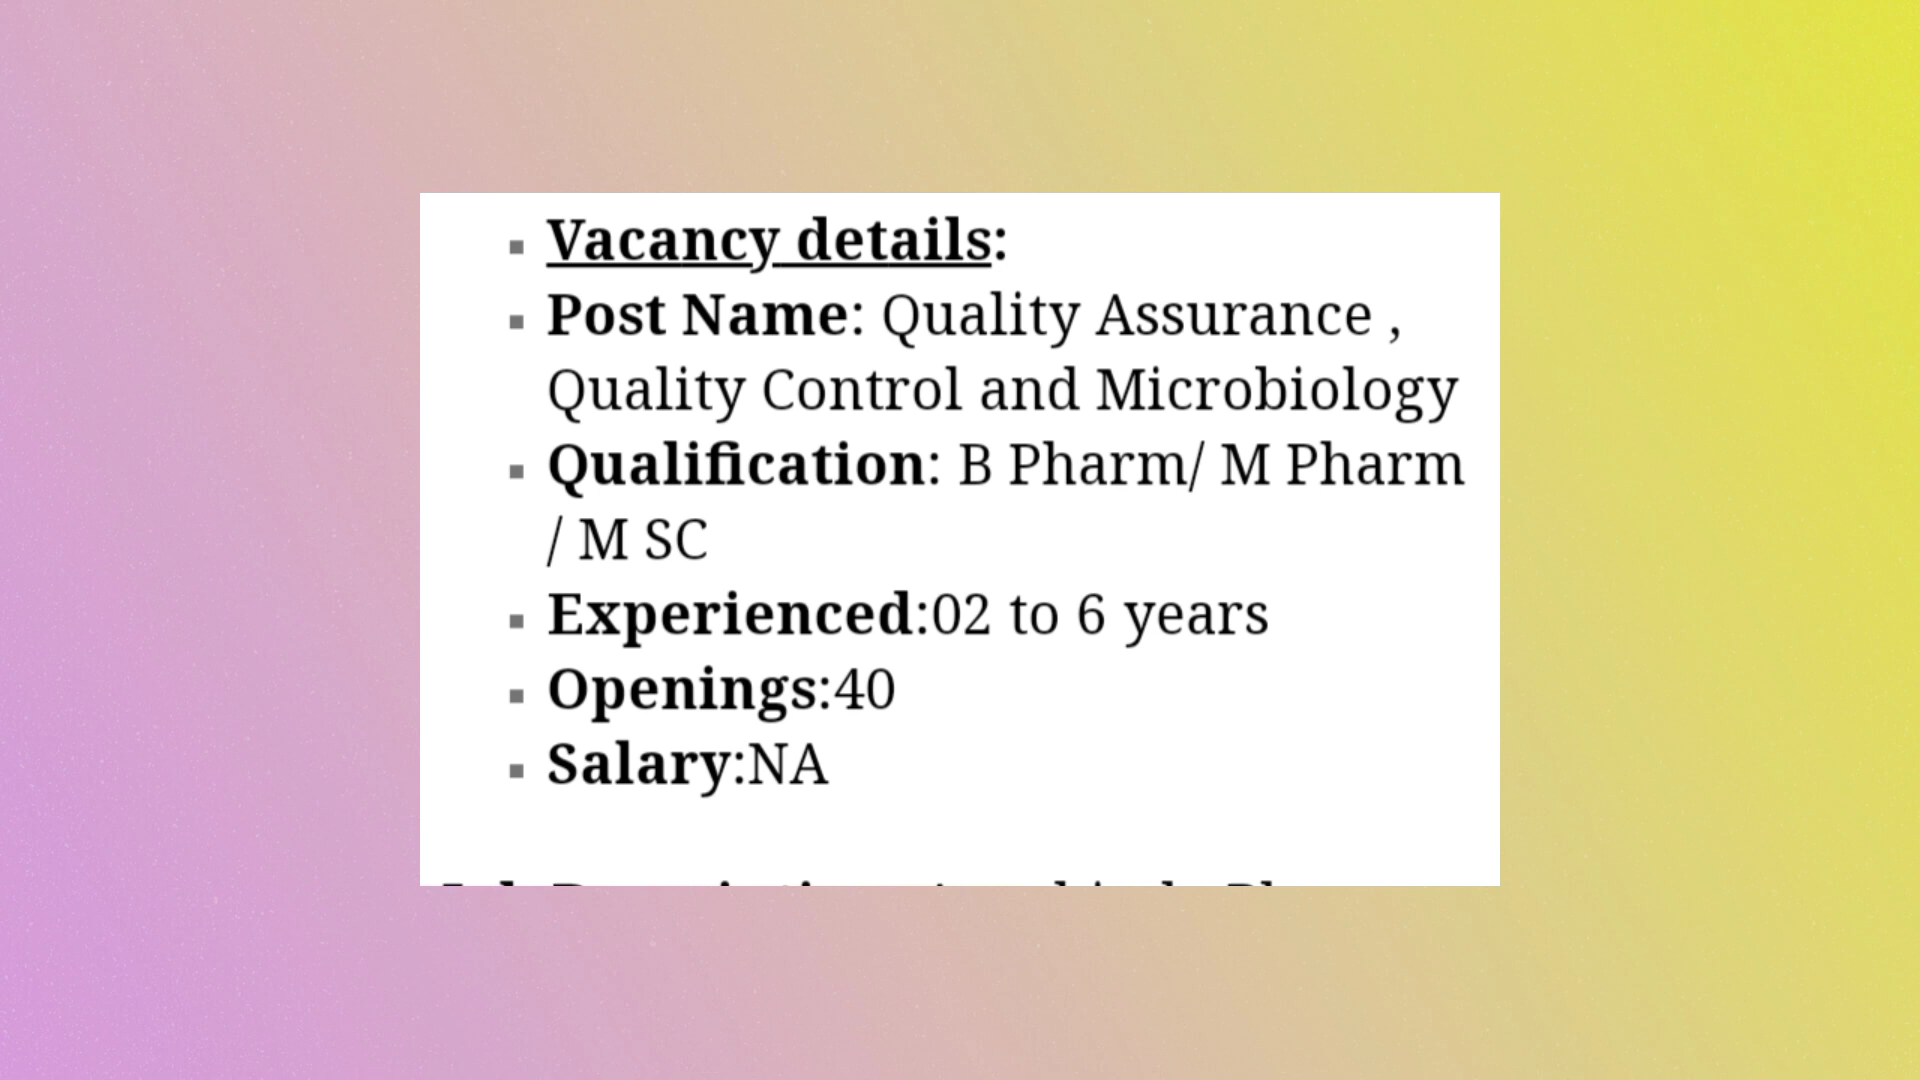 Vacancy details:
Post Name: Quality Assurance ,
Quality Control and Microbiology
Qualification: B Pharm/ M Pharm
/ M SC
Experienced:02 to 6 years
Openings:40
Salary:NA